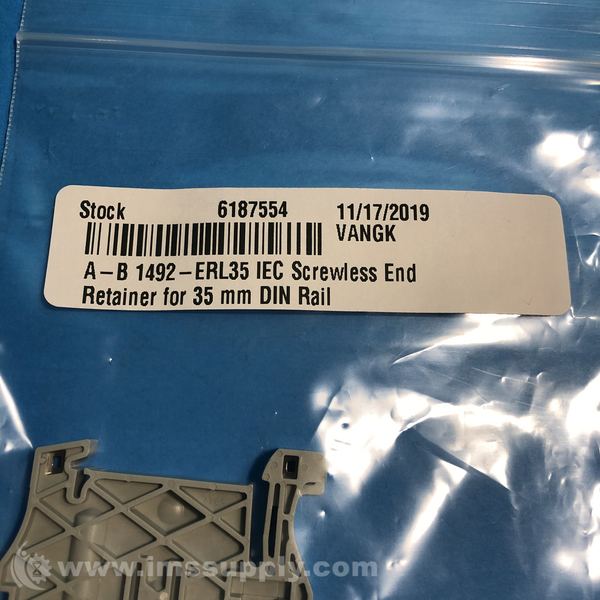 Stock 6187554 11/17/2019
VANGK
A-B 1492-ERL35 IEC Screwless End
Retainer for 35 mm DIN Rail
www.imssupply.com